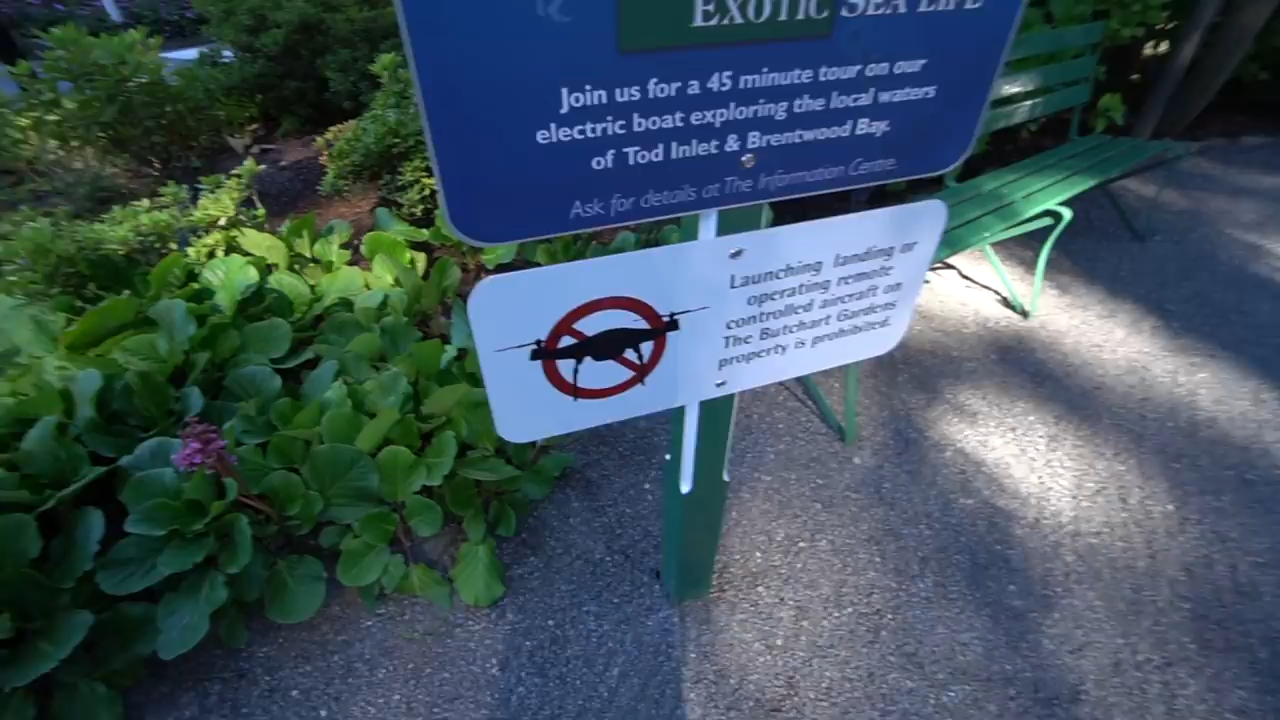 EXOTIC SEA LIFE
Join us for a 45 minute tour on our
electric boat exploring the local waters
of Tod Inlet & Brentwood Bay.
Ask for details at The Information Centre.
Launching landing or
operating remote
controlled aircraft on
The Butchart Gardens
property is prohibited.